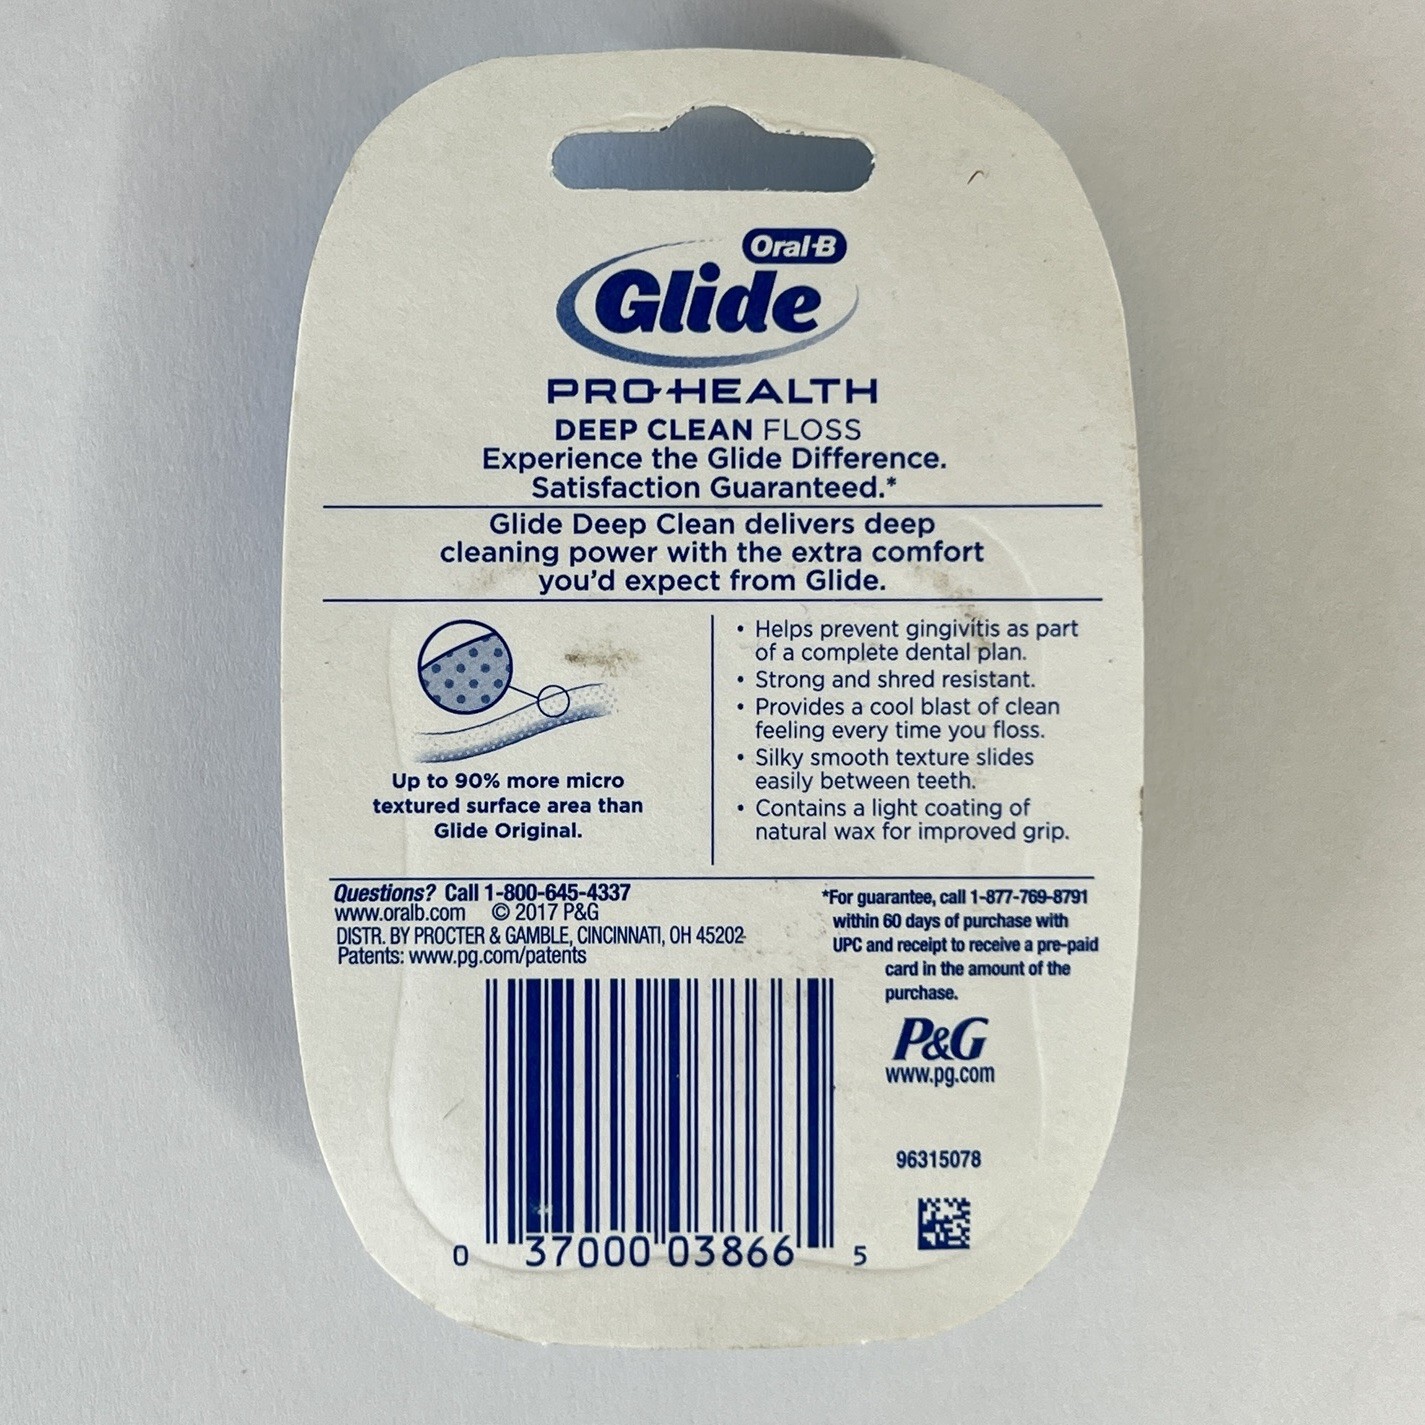 Oral-B
Glide
PRO-HEALTH
DEEP CLEAN FLOSS
Experience the Glide Difference.
Satisfaction Guaranteed.*
Glide Deep Clean delivers deep
cleaning power with the extra comfort
you'd expect from Glide.
Up to 90% more micro
textured surface area than
Glide Original.
• Helps prevent gingivitis as part
of a complete dental plan.
• Strong and shred resistant.
• Provides a cool blast of clean
feeling every time you floss.
• Silky smooth texture slides
easily between teeth.
• Contains a light coating of
natural wax for improved grip.
Questions? Call 1-800-645-4337
www.oralb.com © 2017 P&G
DISTR. BY PROCTER & GAMBLE, CINCINNATI, OH 45202
Patents: www.pg.com/patents
*For guarantee, call 1-877-769-8791
within 60 days of purchase with
UPC and receipt to receive a pre-paid
card in the amount of the
purchase.
P&G
www.pg.com
96315078
0 37000 03866 5